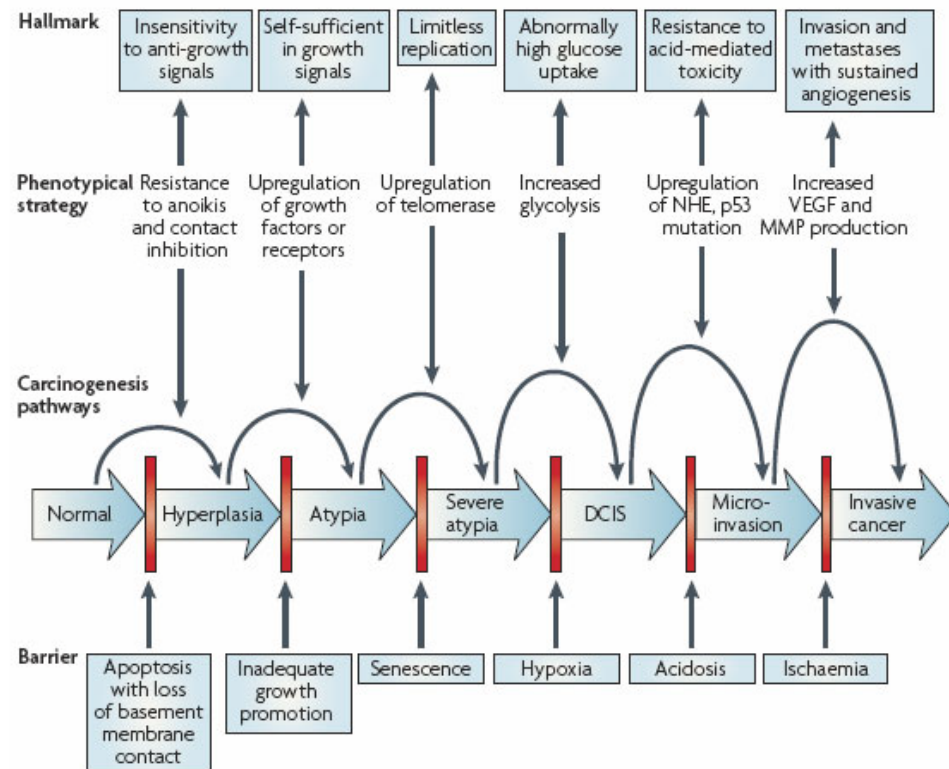 Hallmark
Insensitivity
to anti-growth
signals
Self-sufficient
in growth
signals
Limitless
replication
Abnormally
high glucose
uptake
Resistance to
acid-mediated
toxicity
Invasion and
metastases
with sustained
angiogenesis
Phenotypical
strategy
Resistance
to anoikis
and contact
inhibition
Upregulation
of growth
factors or
receptors
Upregulation
of telomerase
Increased
glycolysis
Upregulation
of NHE, p53
mutation
Increased
VEGF and
MMP production
Carcinogenesis
pathways
Normal
Hyperplasia
Atypia
Severe
atypia
DCIS
Micro-
invasion
Invasive
cancer
Barrier
Apoptosis
with loss
of basement
membrane
contact
Inadequate
growth
promotion
Senescence
Hypoxia
Acidosis
Ischaemia